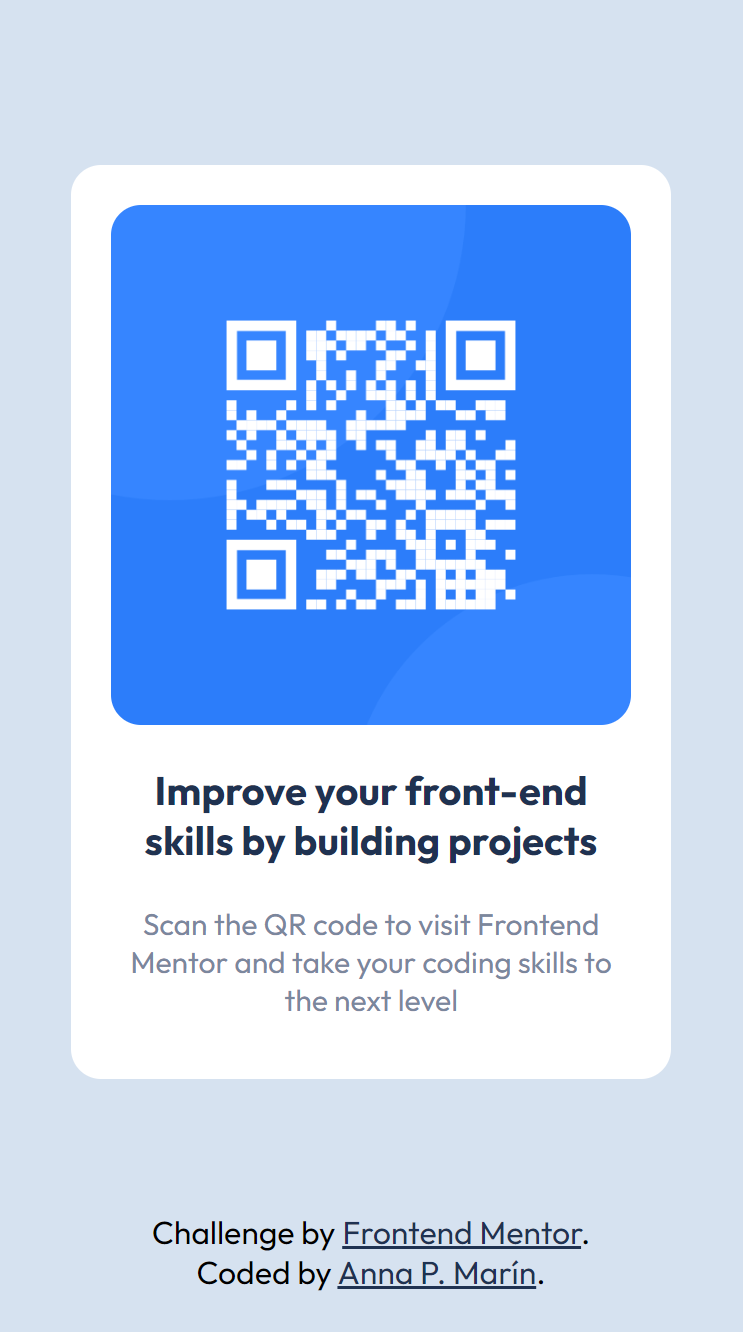 Improve your front-end
skills by building projects
Scan the QR code to visit Frontend
Mentor and take your coding skills to
the next level
Challenge by Frontend Mentor.
Coded by Anna P. Marín.